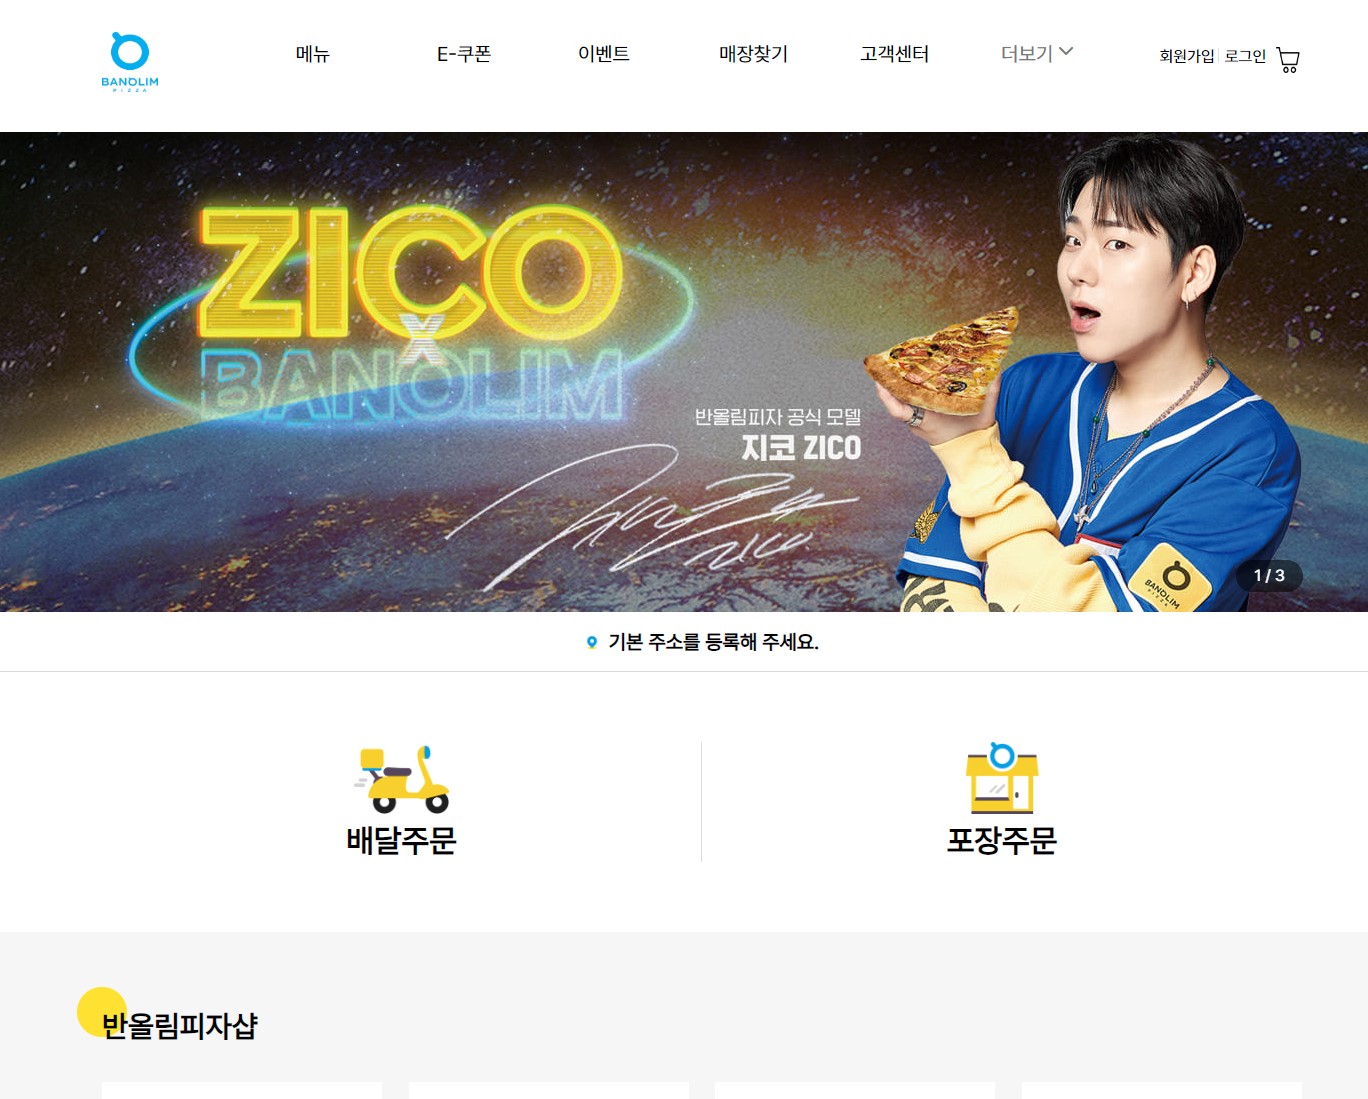 BANOLIM
PIZZA
메뉴
E-쿠폰
이벤트
매장찾기
고객센터
더보기
회원가입
로그인
ZICO
X
BANOLIM
반올림피자 공식 모델
지코 ZICO
ZICO
BANOLIM
PIZZA
1 / 3
기본 주소를 등록해 주세요.
배달주문
포장주문
반올림피자샵